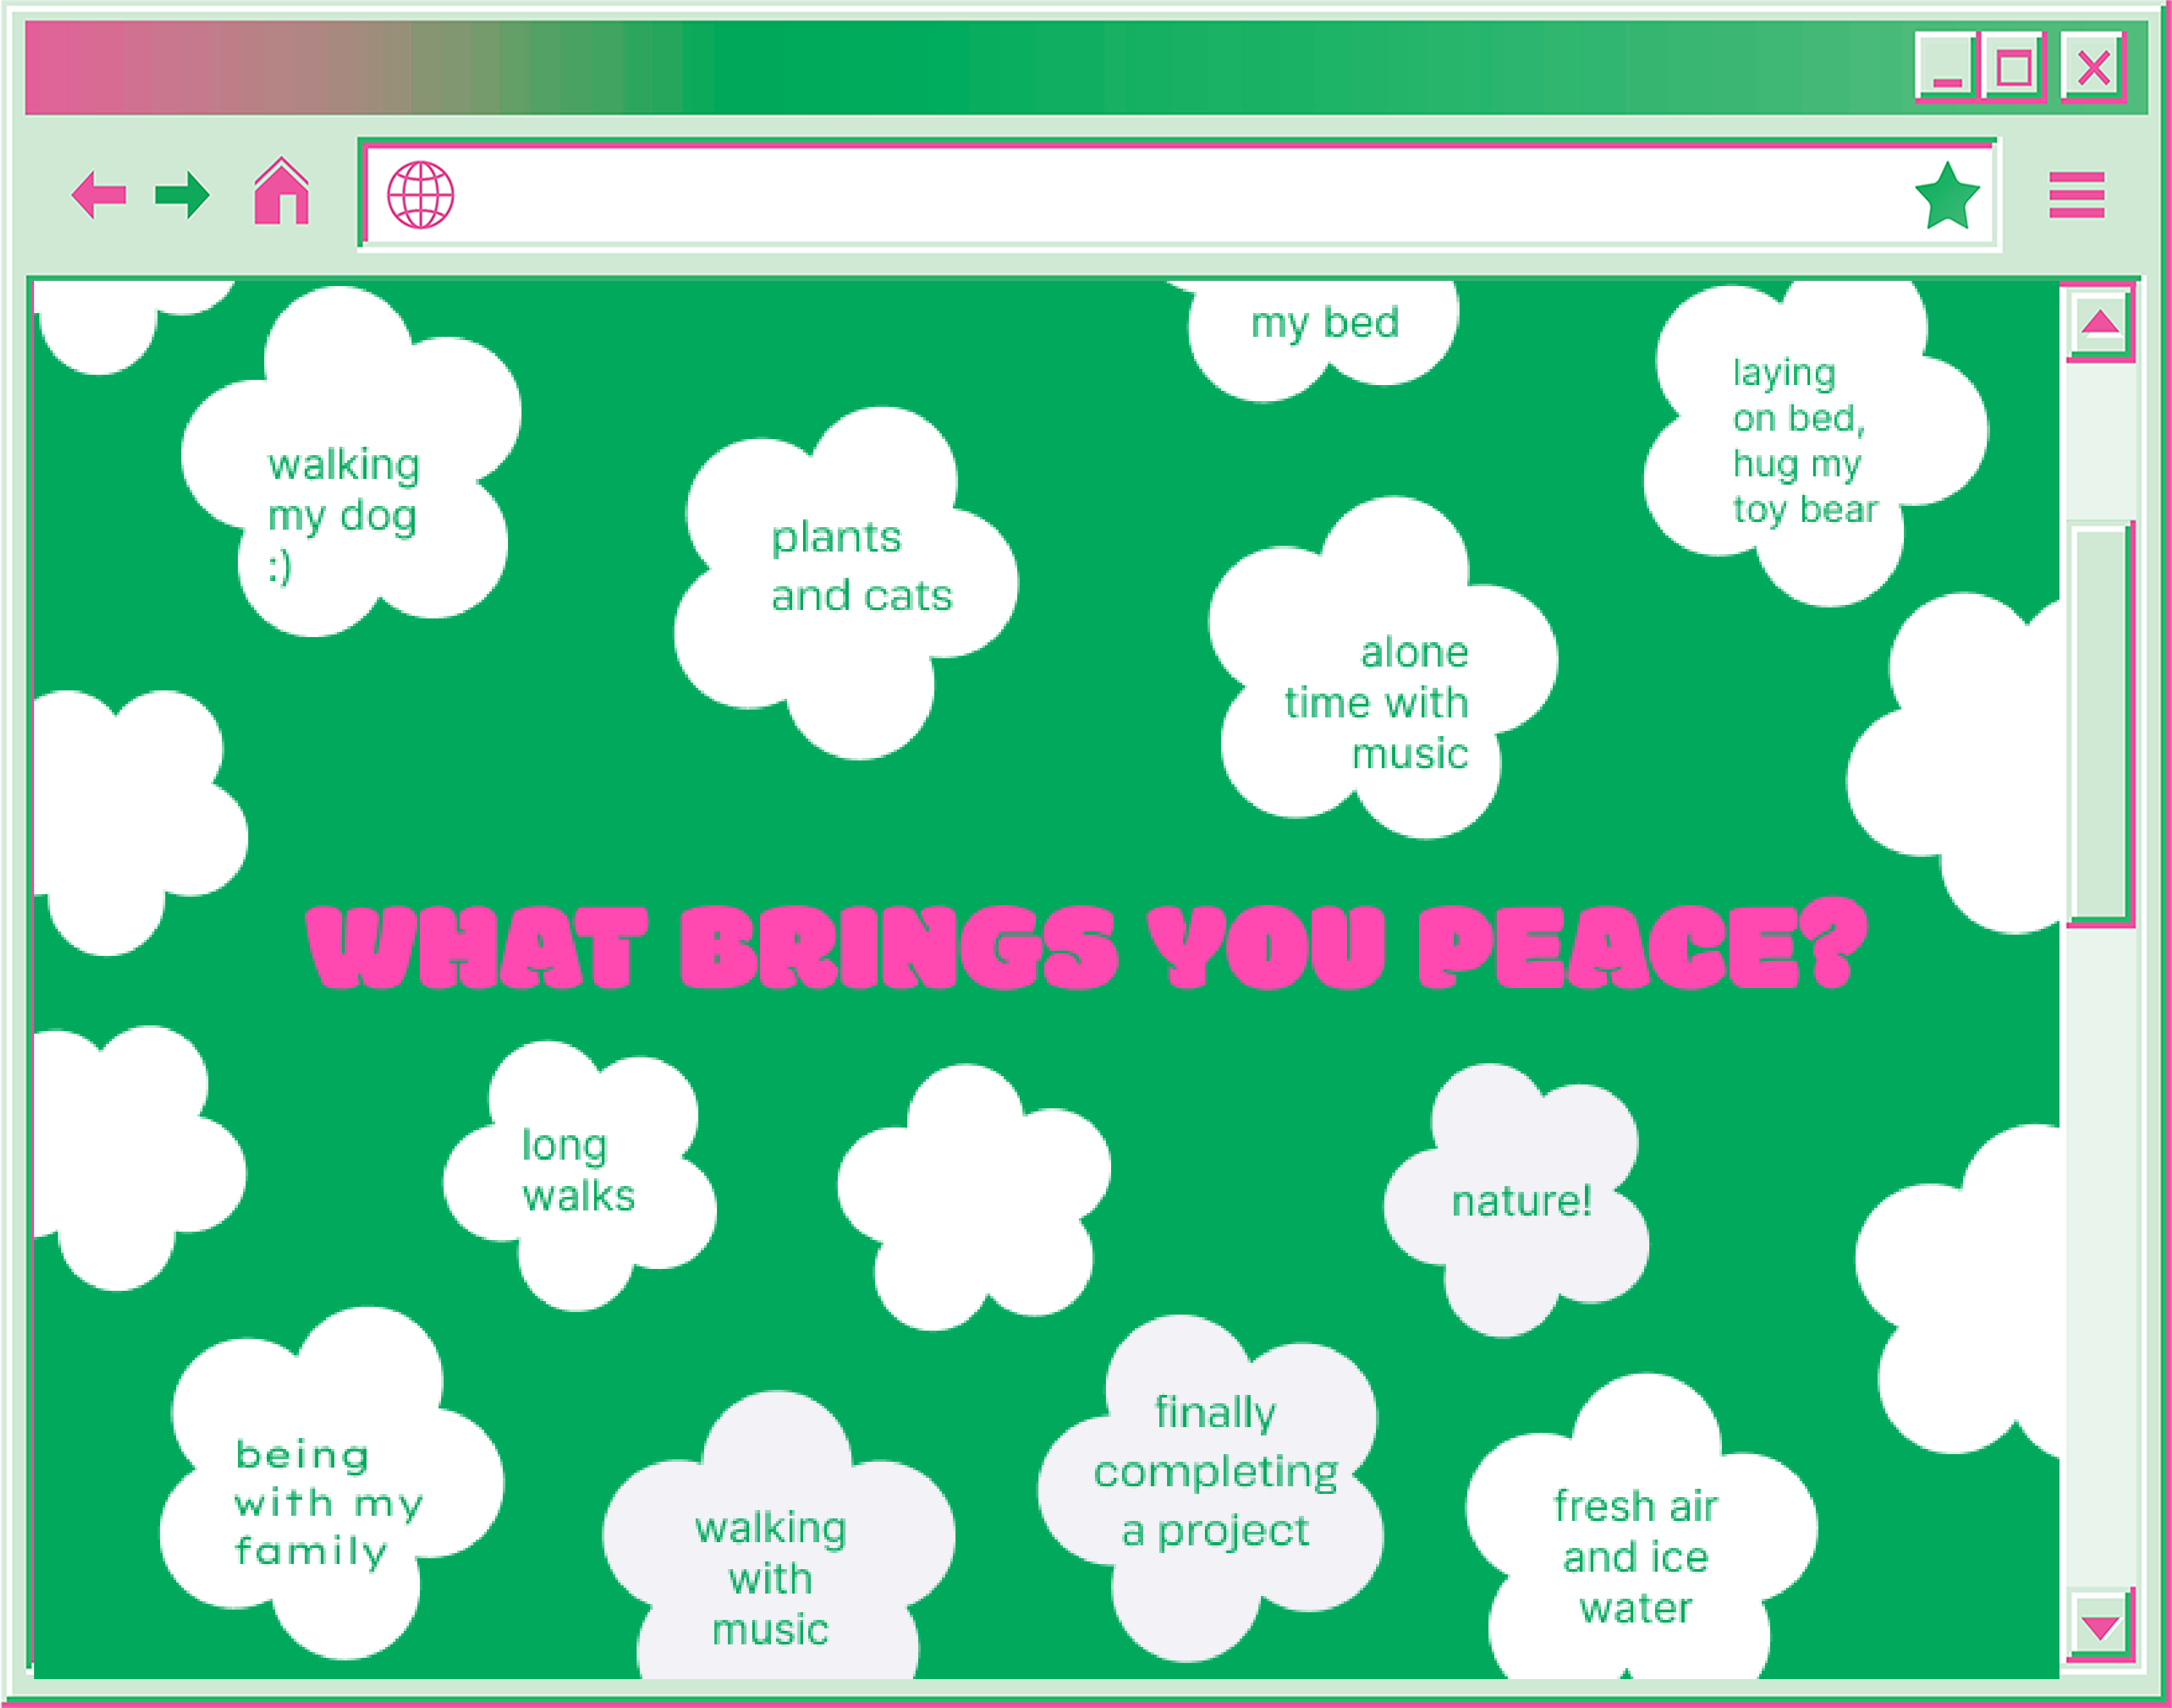 my bed
laying
on bed,
hug my
toy bear
walking
my dog
:)
plants
and cats
alone
time with
music
WHAT BRINGS YOU PEACE?
long
walks
nature!
being
with my
family
walking
with
music
finally
completing
a project
fresh air
and ice
water